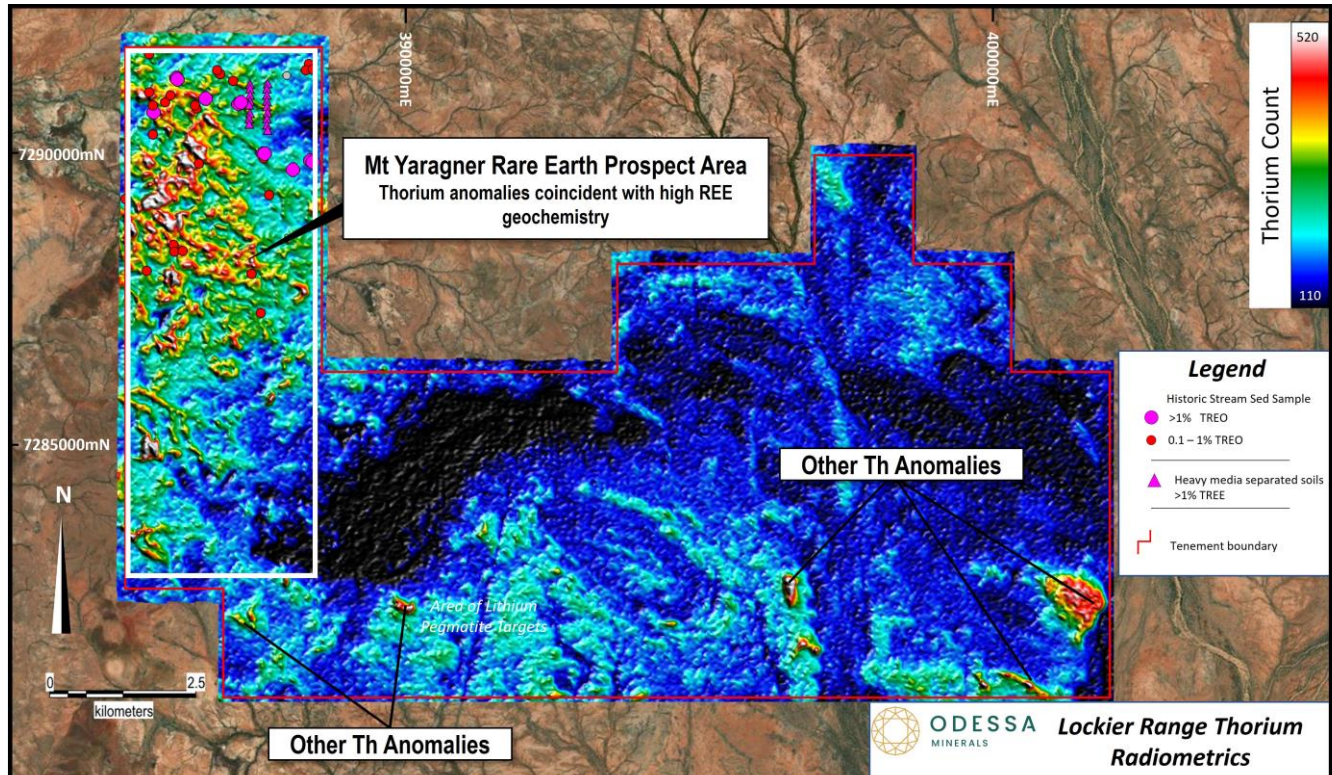 390000mE
400000mE
520
Thorium Count
110
7290000mN
Mt Yaragner Rare Earth Prospect Area
Thorium anomalies coincident with high REE
geochemistry
7285000mN
N
0 2.5
kilometers
Other Th Anomalies
Area of Lithium
Pegmatite Targets
Other Th Anomalies
Legend
Historic Stream Sed Sample
>1% TREO
0.1 – 1% TREO
Heavy media separated soils
>1% TREE
Tenement boundary
ODESSA
MINERALS
Lockier Range Thorium
Radiometrics